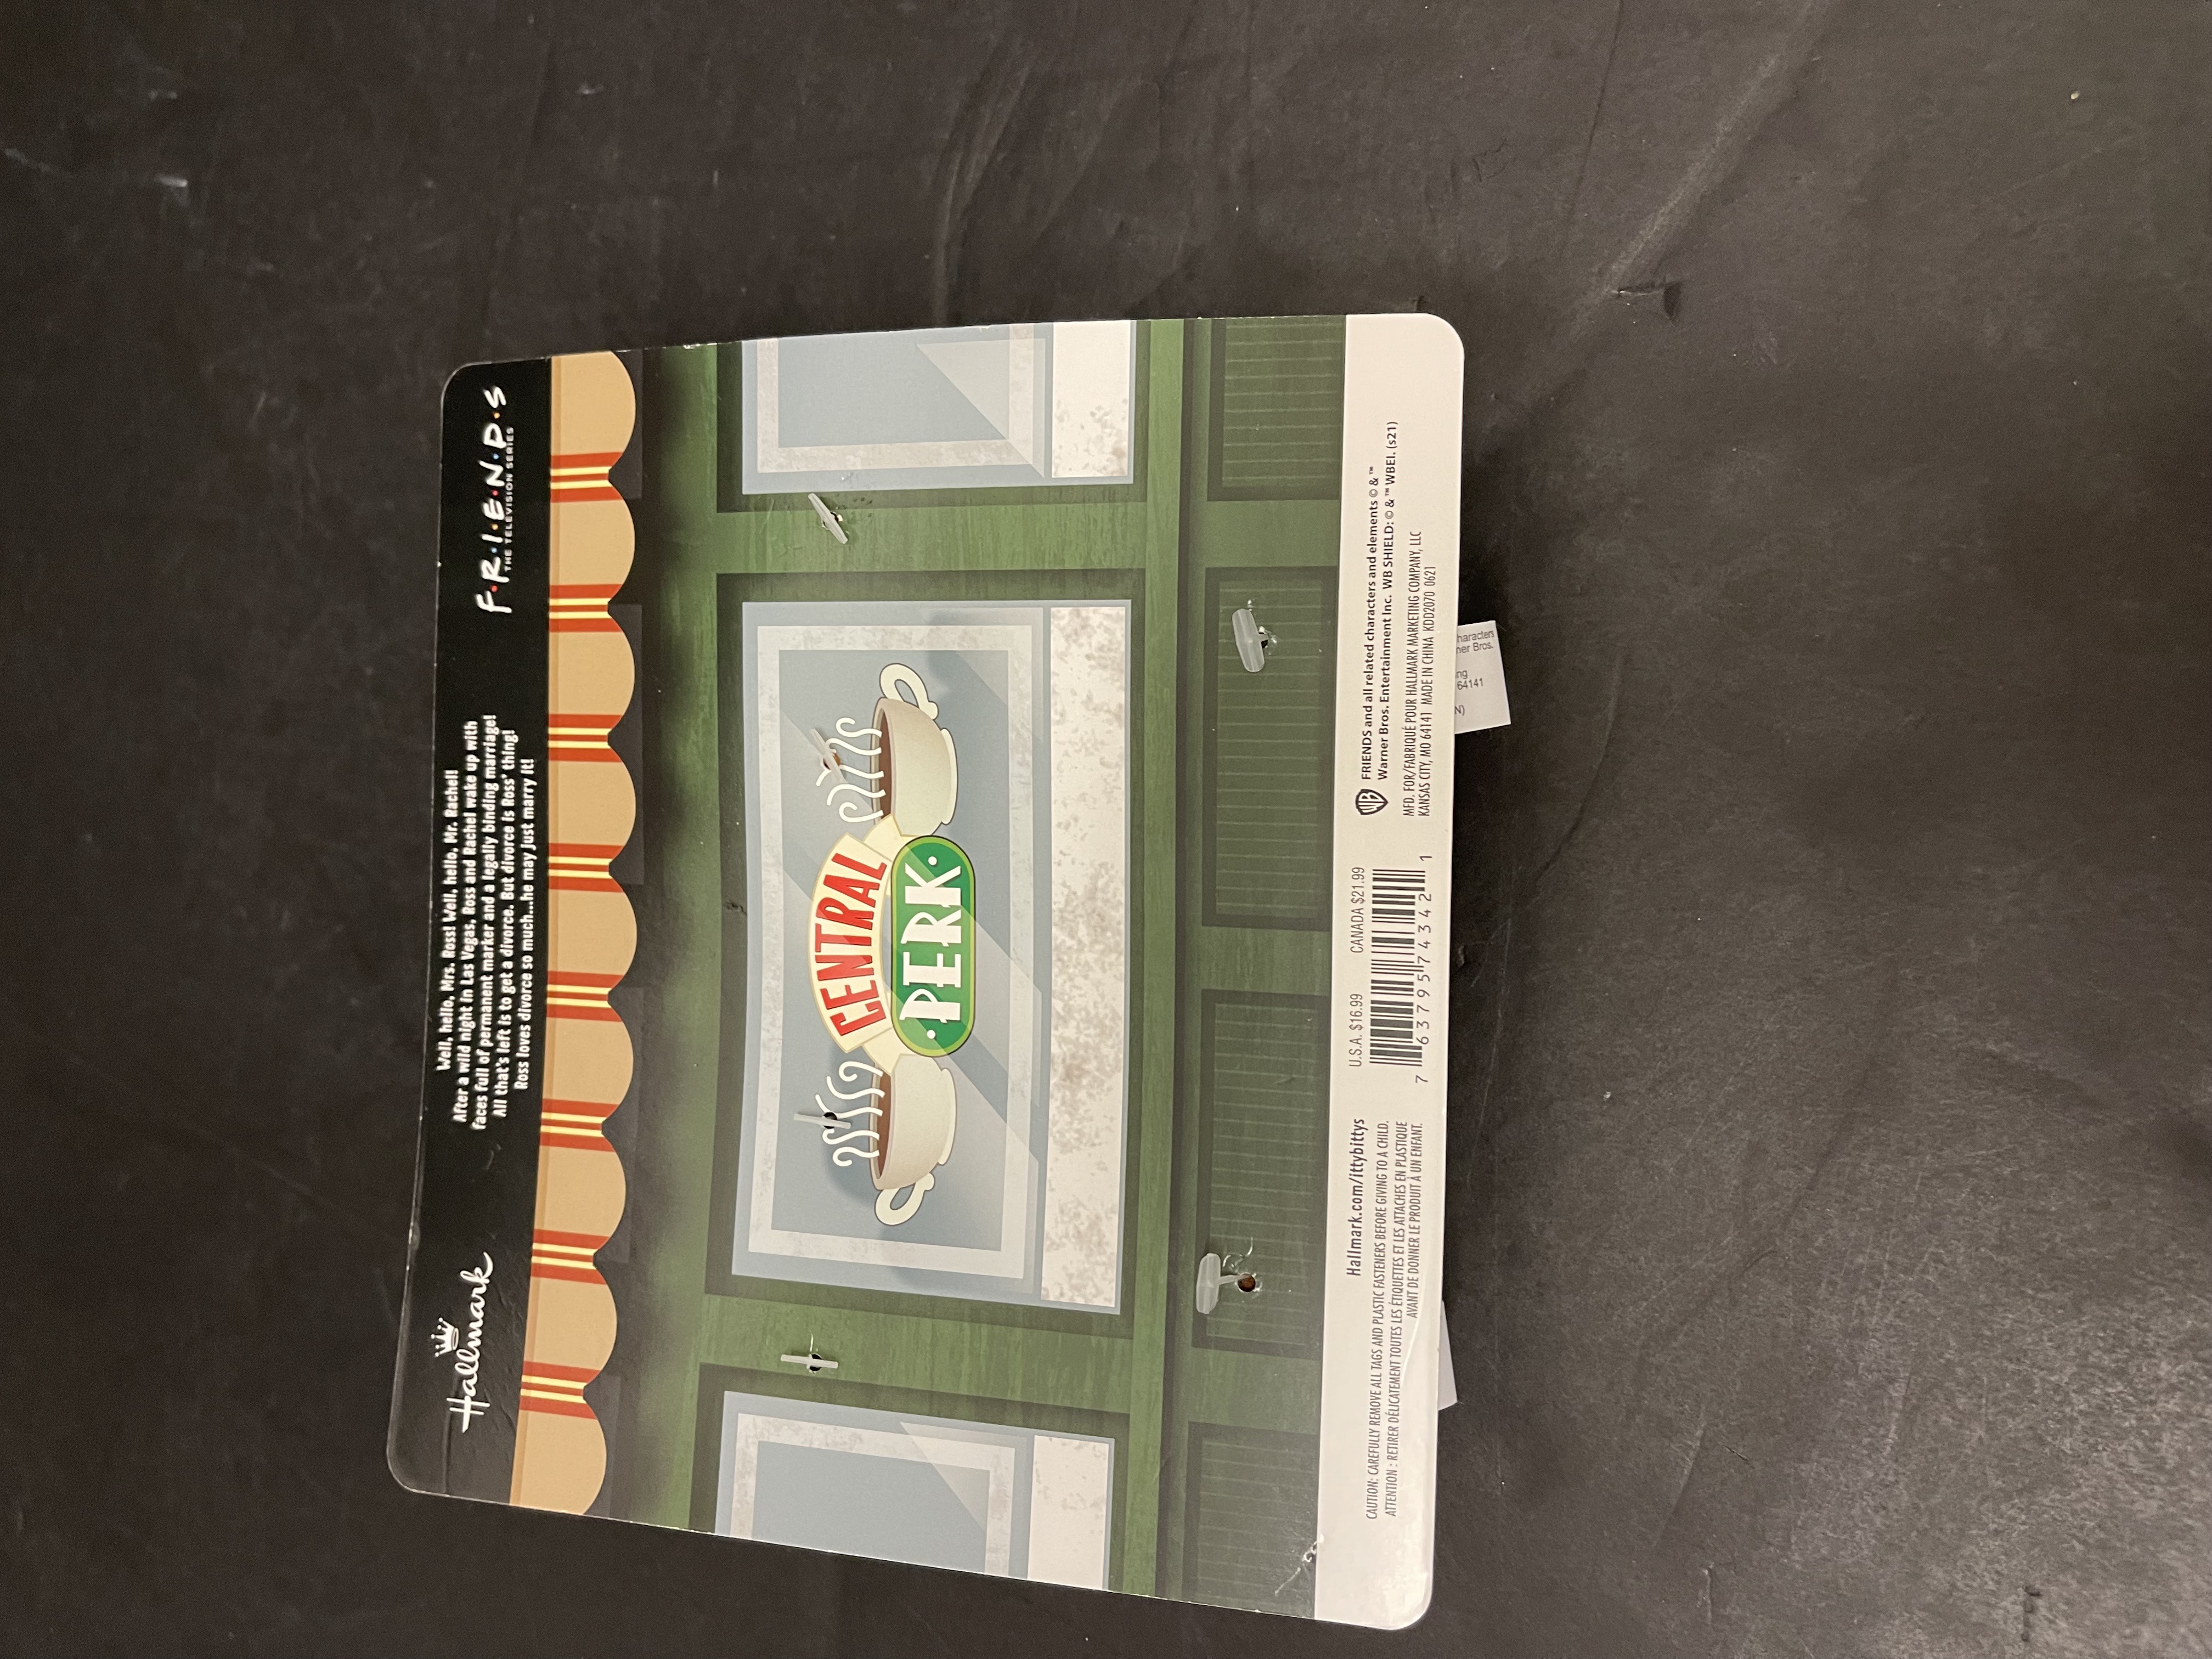 Hallmark
Well, hello, Mrs. Ross! Well, hello, Mr. Rachel!
After a wild night in Las Vegas, Ross and Rachel wake up with
faces full of permanent marker and a legally binding marriage!
All that's left is to get a divorce. But divorce is Ross' thing!
Ross loves divorce so much...he may just marry it!
F·R·I·E·N·D·S
THE TELEVISION SERIES
CENTRAL
·PERK·
Hallmark.com/ittybittys
CAUTION: CAREFULLY REMOVE ALL TAGS AND PLASTIC FASTENERS BEFORE GIVING TO A CHILD.
ATTENTION : RETIRER DÉLICATEMENT TOUTES LES ÉTIQUETTES ET LES ATTACHES EN PLASTIQUE
AVANT DE DONNER LE PRODUIT À UN ENFANT.
U.S.A. $16.99 CANADA $21.99
7 63795 74342 1
WB
FRIENDS and all related characters and elements © & ™
Warner Bros. Entertainment Inc. WB SHIELD: © & ™ WBEI. (s21)
MFD. FOR/FABRIQUÉ POUR HALLMARK MARKETING COMPANY, LLC
KANSAS CITY, MO 64141 MADE IN CHINA KDD2070 0621
haracters
ner Bros.
ng
64141
N)